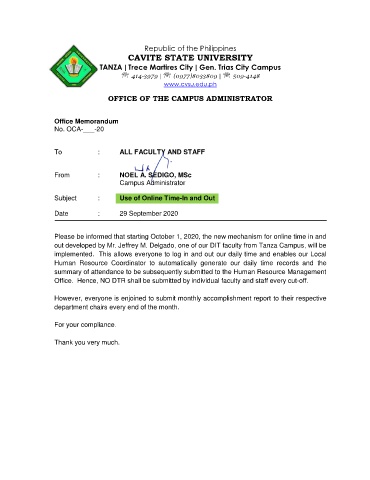 Republic of the Philippines
CAVITE STATE UNIVERSITY
TANZA | Trece Martires City | Gen. Trias City Campus
☏ 414-3979 | ☏ (0977)8033809 || ☏ 509-4148
www.cvsu.edu.ph
OFFICE OF THE CAMPUS ADMINISTRATOR
Office Memorandum
No. OCA-___-20
To : ALL FACULTY AND STAFF
From : NOEL A. SEDIGO, MSc
Campus Administrator
Subject : Use of Online Time-In and Out
Date : 29 September 2020
Please be informed that starting October 1, 2020, the new mechanism for online time in and
out developed by Mr. Jeffrey M. Delgado, one of our DIT faculty from Tanza Campus, will be
implemented. This allows everyone to log in and out our daily time and enables our Local
Human Resource Coordinator to automatically generate our daily time records and the
summary of attendance to be subsequently submitted to the Human Resource Management
Office. Hence, NO DTR shall be submitted by individual faculty and staff every cut-off.
However, everyone is enjoined to submit monthly accomplishment report to their respective
department chairs every end of the month.
For your compliance.
Thank you very much.